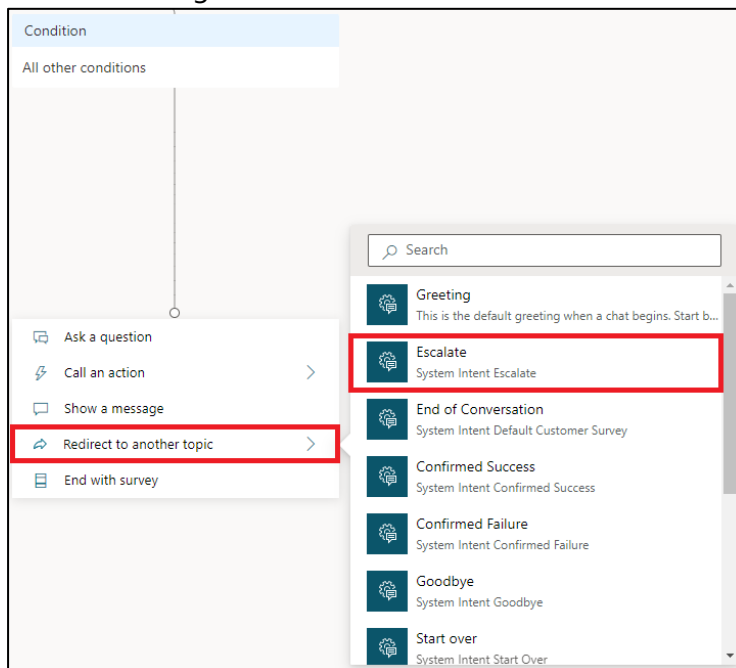 Condition
All other conditions
Search
Greeting
This is the default greeting when a chat begins. Start b...
Ask a question
Escalate
System Intent Escalate
Call an action
Show a message
End of Conversation
System Intent Default Customer Survey
Redirect to another topic
End with survey
Confirmed Success
System Intent Confirmed Success
Confirmed Failure
System Intent Confirmed Failure
Goodbye
System Intent Goodbye
Start over
System Intent Start Over